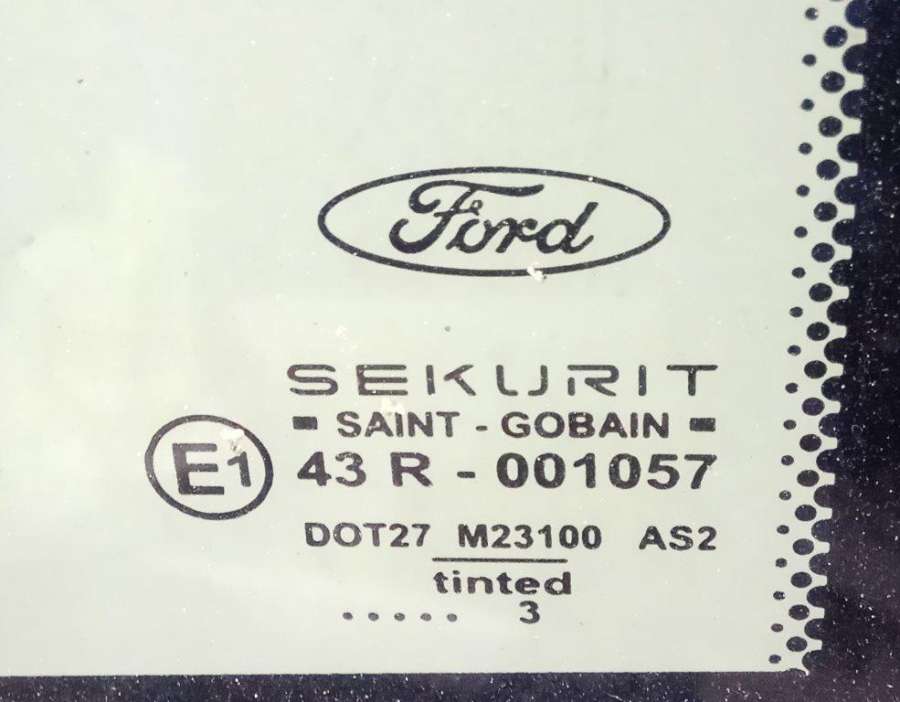 Ford
SEKURIT
SAINT - GOBAIN
E1 43 R - 001057
DOT27 M23100 AS2
tinted
..... 3